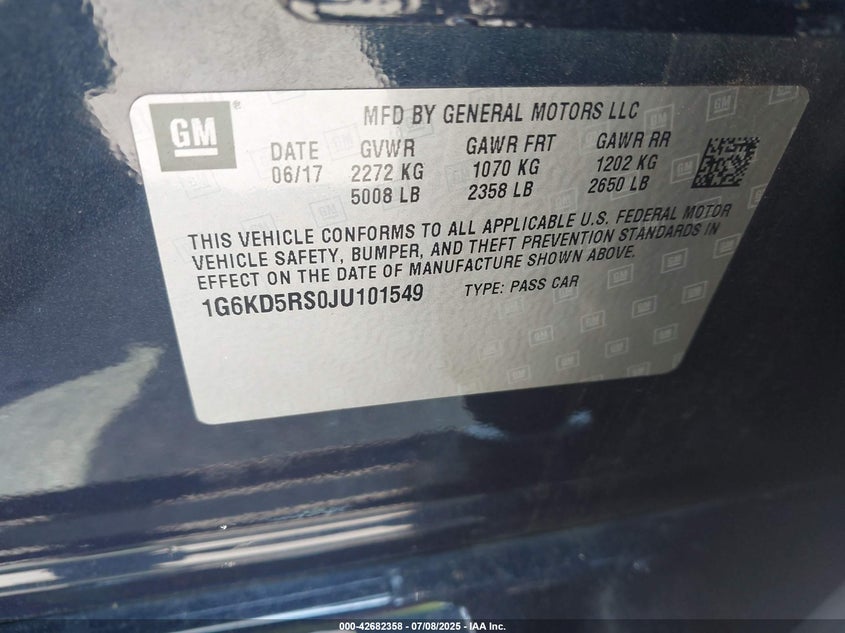 GM
®
MFD BY GENERAL MOTORS LLC
DATE GVWR GAWR FRT GAWR RR
06/17 2272 KG 1070 KG 1202 KG
5008 LB 2358 LB 2650 LB
THIS VEHICLE CONFORMS TO ALL APPLICABLE U.S. FEDERAL MOTOR
VEHICLE SAFETY, BUMPER, AND THEFT PREVENTION STANDARDS IN
EFFECT ON THE DATE OF MANUFACTURE SHOWN ABOVE.
1G6KD5RS0JU101549 TYPE: PASS CAR
000-42682358 - 07/08/2025 - IAA Inc.